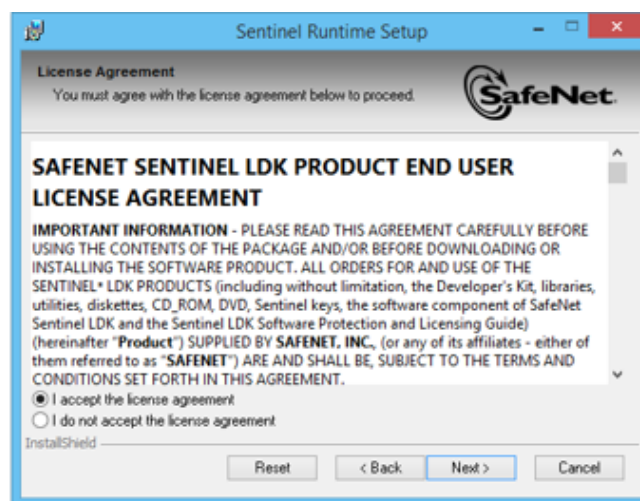 Sentinel Runtime Setup
License Agreement
You must agree with the license agreement below to proceed.
SafeNet.
SAFENET SENTINEL LDK PRODUCT END USER
LICENSE AGREEMENT
IMPORTANT INFORMATION - PLEASE READ THIS AGREEMENT CAREFULLY BEFORE
USING THE CONTENTS OF THE PACKAGE AND/OR BEFORE DOWNLOADING OR
INSTALLING THE SOFTWARE PRODUCT. ALL ORDERS FOR AND USE OF THE
SENTINEL® LDK PRODUCTS (including without limitation, the Developer's Kit, libraries,
utilities, diskettes, CD_ROM, DVD, Sentinel keys, the software component of SafeNet
Sentinel LDK and the Sentinel LDK Software Protection and Licensing Guide)
(hereinafter "Product") SUPPLIED BY SAFENET, INC., (or any of its affiliates - either of
them referred to as "SAFENET") ARE AND SHALL BE, SUBJECT TO THE TERMS AND
CONDITIONS SET FORTH IN THIS AGREEMENT.
I accept the license agreement
I do not accept the license agreement
InstallShield
Reset
< Back
Next >
Cancel